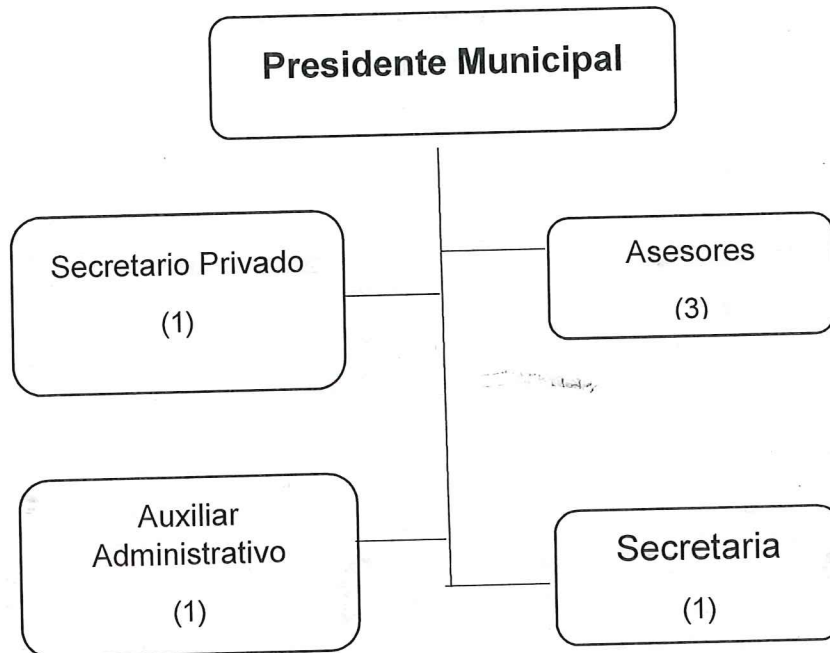 Presidente Municipal
Secretario Privado
(1)
Asesores
(3)
Auxiliar
Administrativo
(1)
Secretaria
(1)